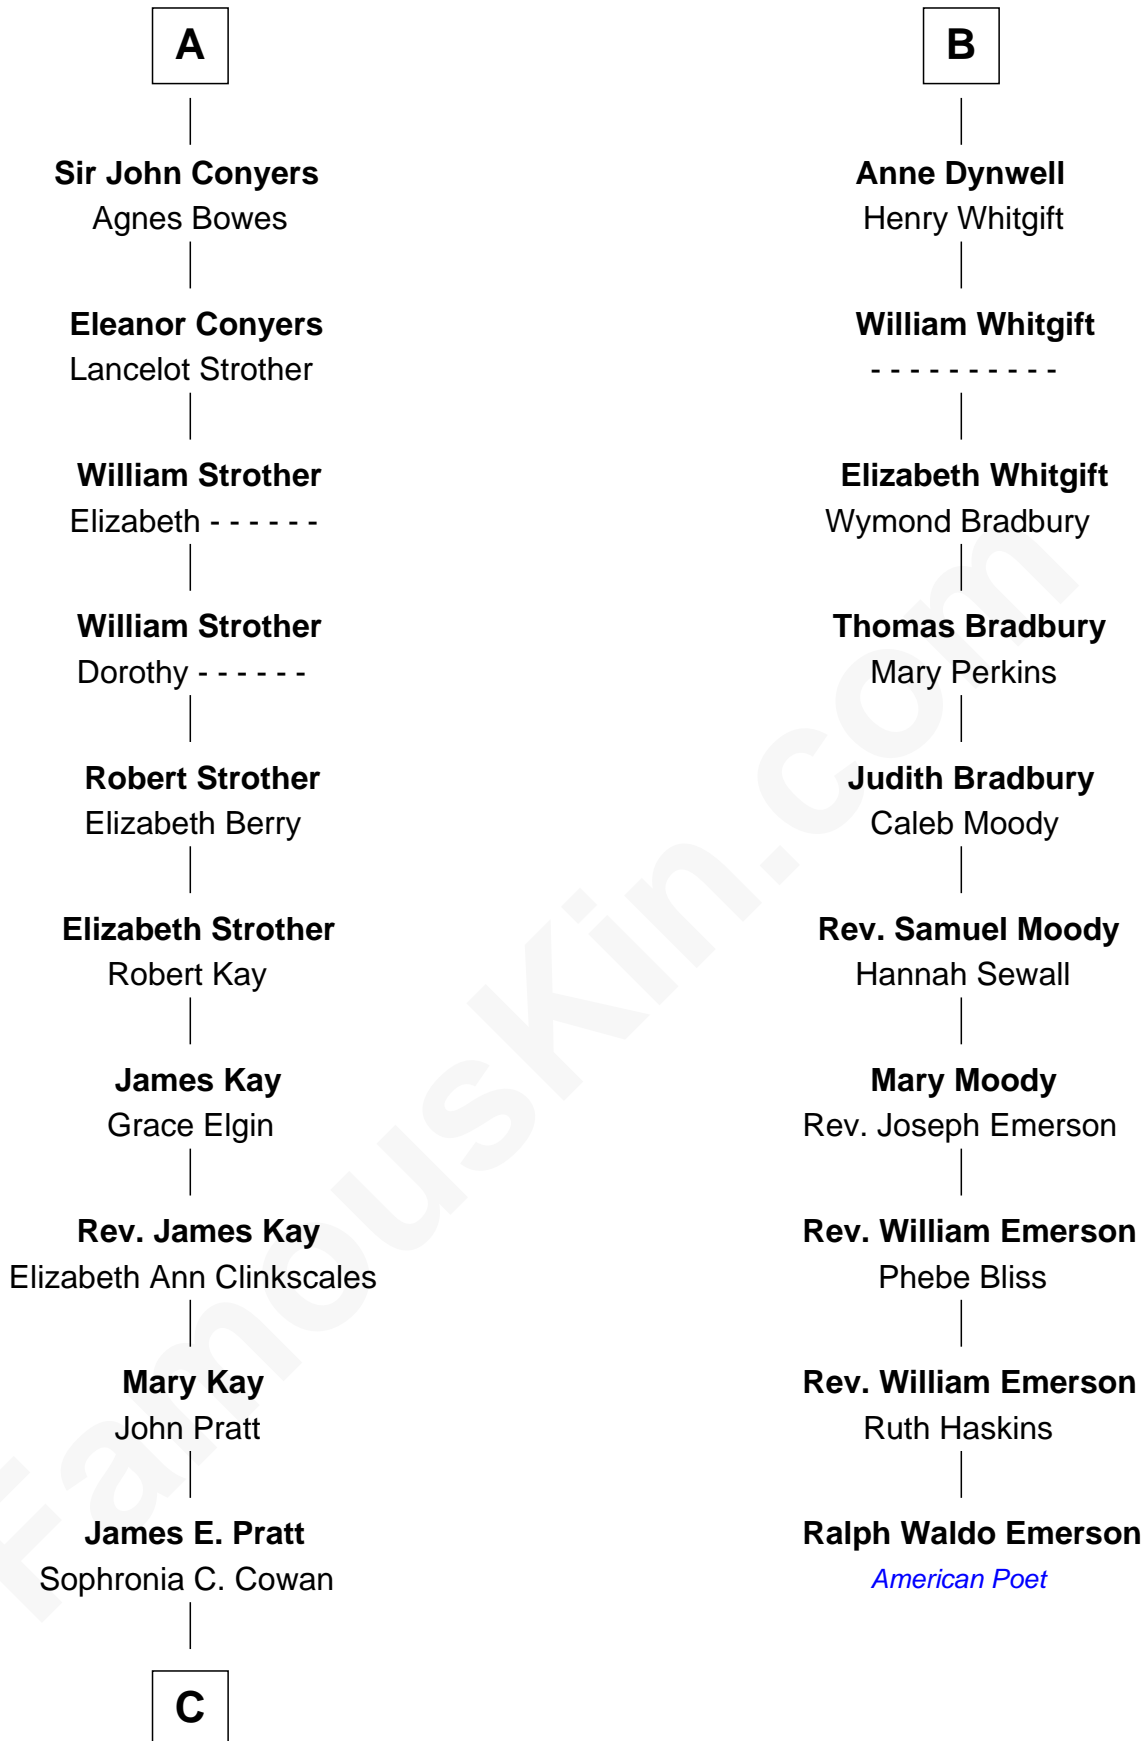 A
Sir John Conyers
Agnes Bowes
Eleanor Conyers
Lancelot Strother
William Strother
Elizabeth - - - - - -
William Strother
Dorothy - - - - - -
Robert Strother
Elizabeth Berry
Elizabeth Strother
Robert Kay
James Kay
Grace Elgin
Rev. James Kay
Elizabeth Ann Clinkscales
Mary Kay
John Pratt
James E. Pratt
Sophronia C. Cowan
C
B
Anne Dynwell
Henry Whitgift
William Whitgift
- - - - - - - - - -
Elizabeth Whitgift
Wymond Bradbury
Thomas Bradbury
Mary Perkins
Judith Bradbury
Caleb Moody
Rev. Samuel Moody
Hannah Sewall
Mary Moody
Rev. Joseph Emerson
Rev. William Emerson
Phebe Bliss
Rev. William Emerson
Ruth Haskins
Ralph Waldo Emerson
American Poet
FamousKin.com